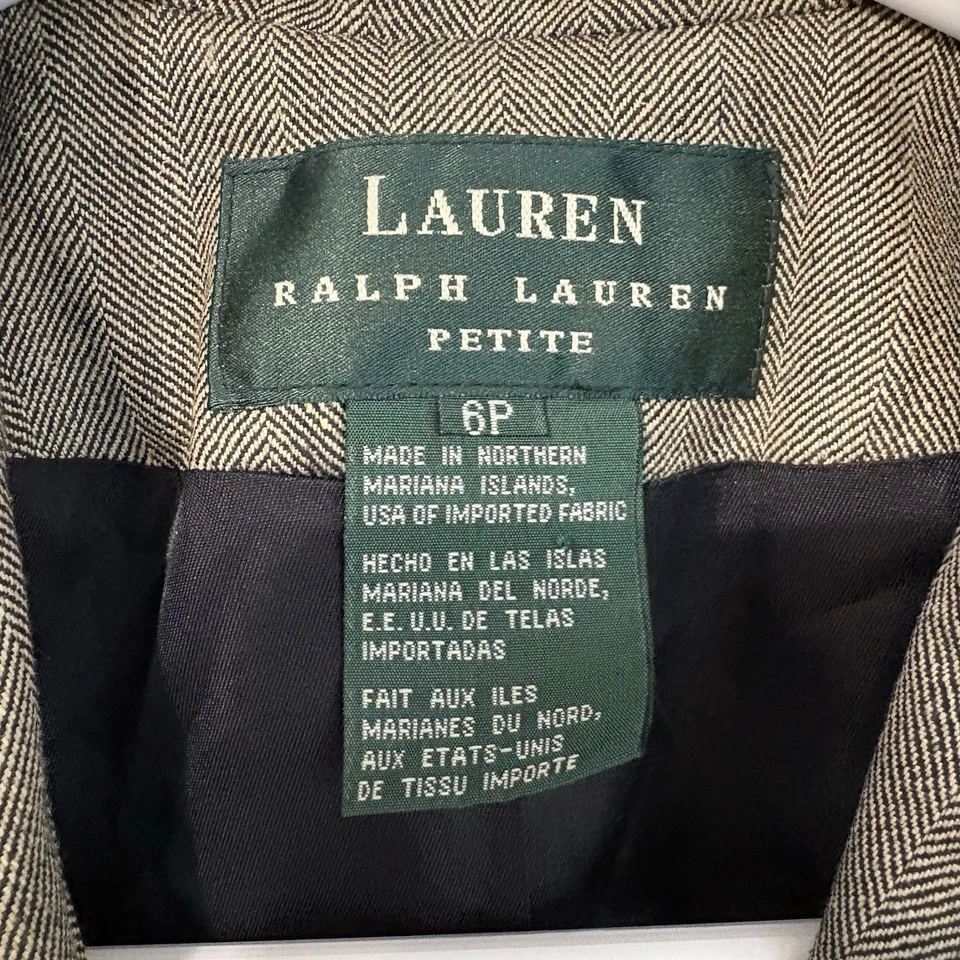 LAUREN
RALPH LAUREN
PETITE
6P
MADE IN NORTHERN
MARIANA ISLANDS,
USA OF IMPORTED FABRIC
HECHO EN LAS ISLAS
MARIANA DEL NORDE,
E.E.U.U. DE TELAS
IMPORTADAS
FAIT AUX ILES
MARIANES DU NORD,
AUX ETATS-UNIS
DE TISSU IMPORTE